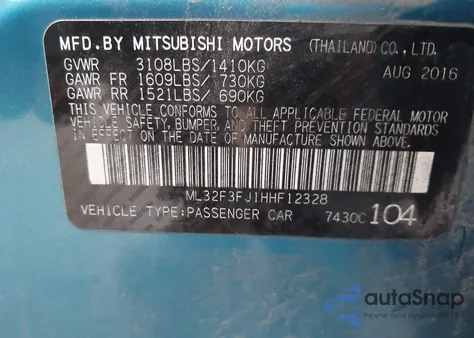 MFD.BY MITSUBISHI MOTORS (THAILAND) CO.,LTD.
GVWR 3108LBS/1410KG AUG 2016
GAWR FR 1609LBS/ 730KG
GAWR RR 1521LBS/ 690KG
THIS VEHICLE CONFORMS TO ALL APPLICABLE FEDERAL MOTOR
VEHICLE SAFETY, BUMPER, AND THEFT PREVENTION STANDARDS
IN EFFECT ON THE DATE OF MANUFACTURE SHOWN ABOVE.
ML32F3FJ1HHF12328
VEHICLE TYPE:PASSENGER CAR 7430C 104
autoSnap